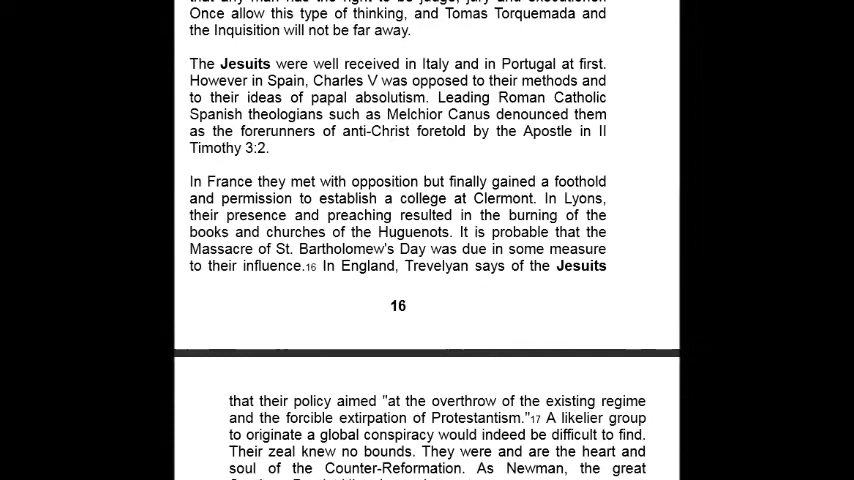 that any man has the right to be judge, jury and executioner.
Once allow this type of thinking, and Tomas Torquemada and
the Inquisition will not be far away.
The Jesuits were well received in Italy and in Portugal at first.
However in Spain, Charles V was opposed to their methods and
to their ideas of papal absolutism. Leading Roman Catholic
Spanish theologians such as Melchior Canus denounced them
as the forerunners of anti-Christ foretold by the Apostle in II
Timothy 3:2.
In France they met with opposition but finally gained a foothold
and permission to establish a college at Clermont. In Lyons,
their presence and preaching resulted in the burning of the
books and churches of the Huguenots. It is probable that the
Massacre of St. Bartholomew's Day was due in some measure
to their influence.16 In England, Trevelyan says of the Jesuits
16
that their policy aimed "at the overthrow of the existing regime
and the forcible extirpation of Protestantism."17 A likelier group
to originate a global conspiracy would indeed be difficult to find.
Their zeal knew no bounds. They were and are the heart and
soul of the Counter-Reformation. As Newman, the great